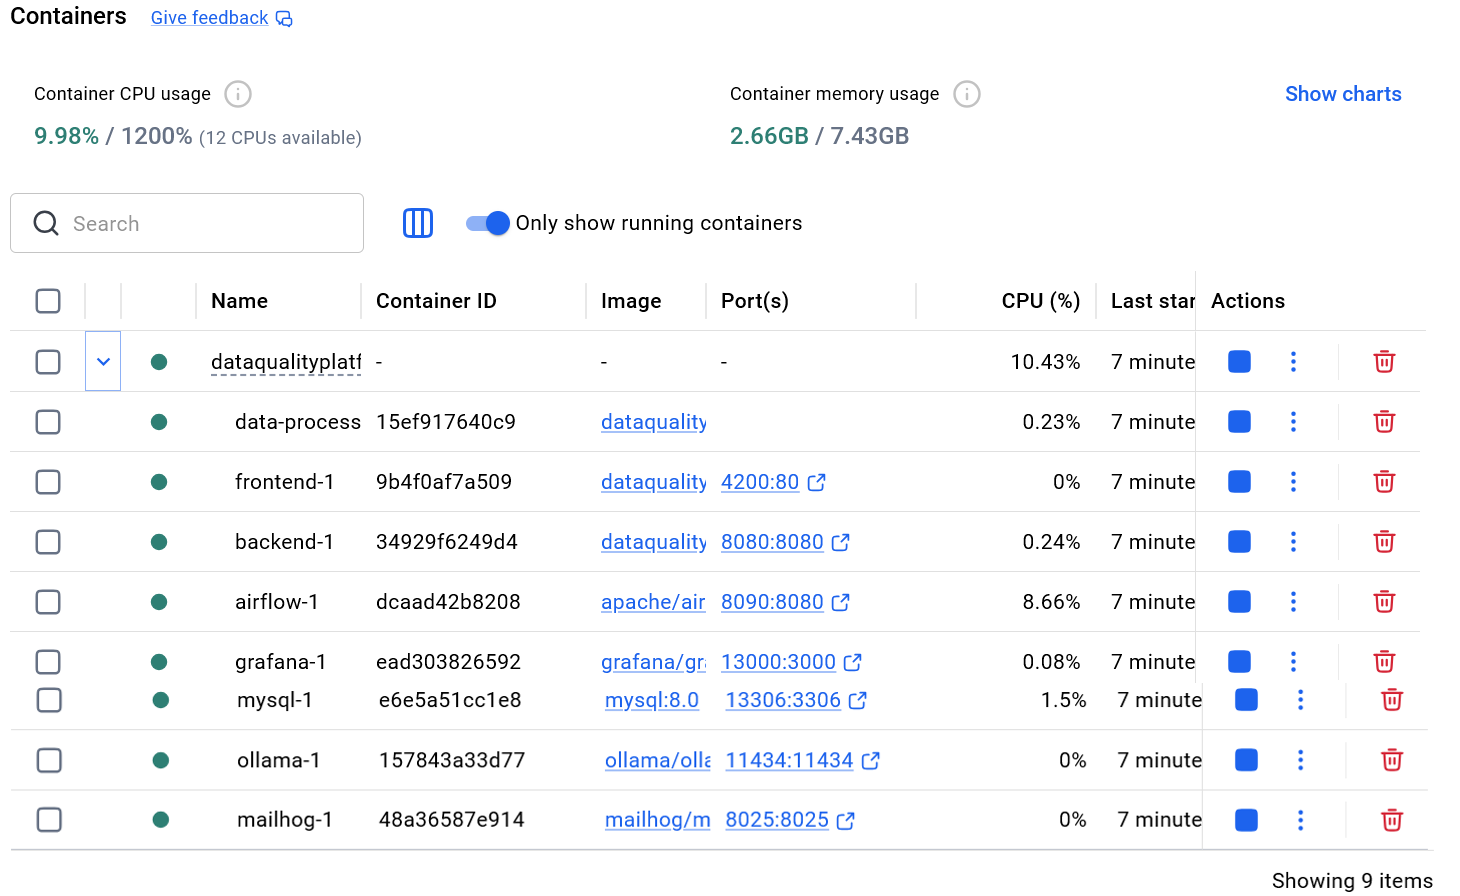 Containers Give feedback
Container CPU usage Container memory usage Show charts
9.98% / 1200% (12 CPUs available) 2.66GB / 7.43GB
Search Only show running containers
Name Container ID Image Port(s) CPU (%) Last star Actions
dataqualityplatf - - - 10.43% 7 minute
data-process 15ef917640c9 dataquality 0.23% 7 minute
frontend-1 9b4f0af7a509 dataquality 4200:80 0% 7 minute
backend-1 34929f6249d4 dataquality 8080:8080 0.24% 7 minute
airflow-1 dcaad42b8208 apache/air 8090:8080 8.66% 7 minute
grafana-1 ead303826592 grafana/gra 13000:3000 0.08% 7 minute
mysql-1 e6e5a51cc1e8 mysql:8.0 13306:3306 1.5% 7 minute
ollama-1 157843a33d77 ollama/olla 11434:11434 0% 7 minute
mailhog-1 48a36587e914 mailhog/m 8025:8025 0% 7 minute
Showing 9 items